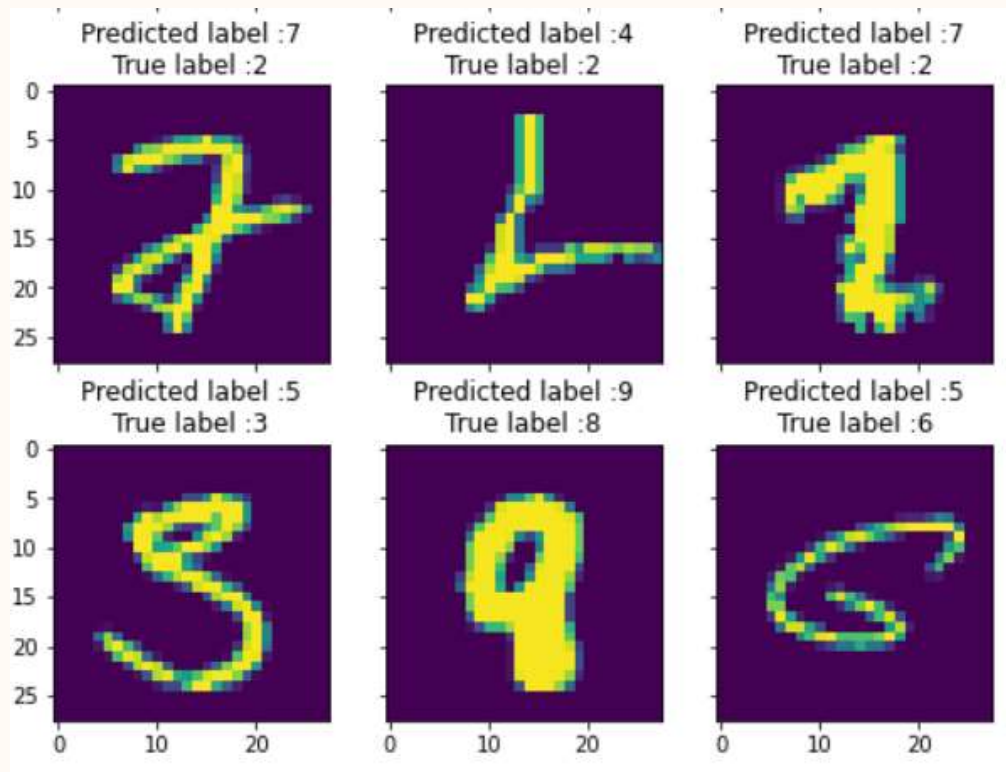 Predicted label :7
True label :2
Predicted label :4
True label :2
Predicted label :7
True label :2
0
5
10
15
20
25
Predicted label :5
True label :3
Predicted label :9
True label :8
Predicted label :5
True label :6
0
5
10
15
20
25
0 10 20
0 10 20
0 10 20